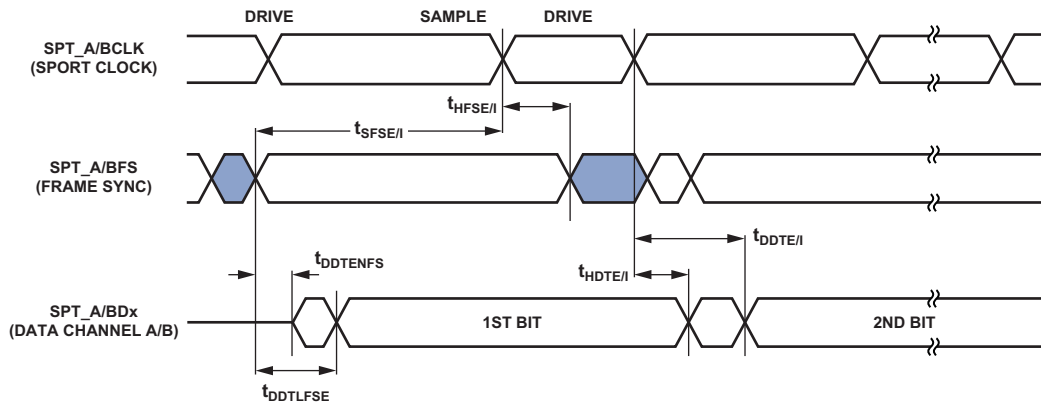 DRIVE SAMPLE DRIVE
SPT_A/BCLK
(SPORT CLOCK)
tHFSE/I
tSFSE/I
SPT_A/BFS
(FRAME SYNC)
tDDTE/I
tDDTENFS
tHDTE/I
SPT_A/BDx
(DATA CHANNEL A/B)
1ST BIT 2ND BIT
tDDTLFSE